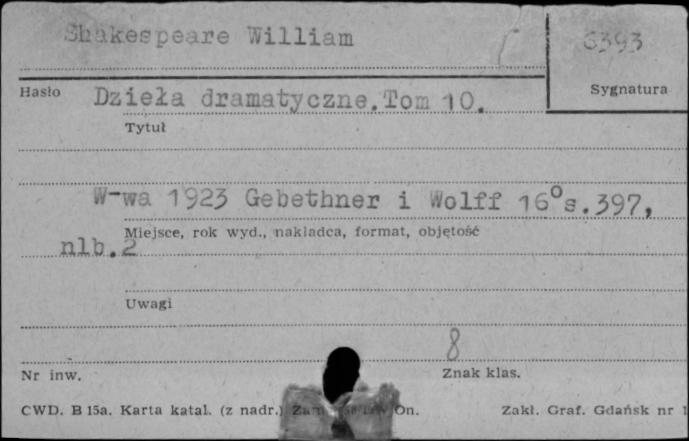 Shakespeare William
6393
Hasło
Dzieła dramatyczne.Tom 10.
Sygnatura
Tytuł
W-wa 1923 Gebethner i Wolff 16° s.397,
Miejsce, rok wyd., nakładca, format, objętość
nlb.2
Uwagi
8
Nr inw.
Znak klas.
CWD. B 15a. Karta katal. (z nadr.) On.
Zakł. Graf. Gdańsk nr 1